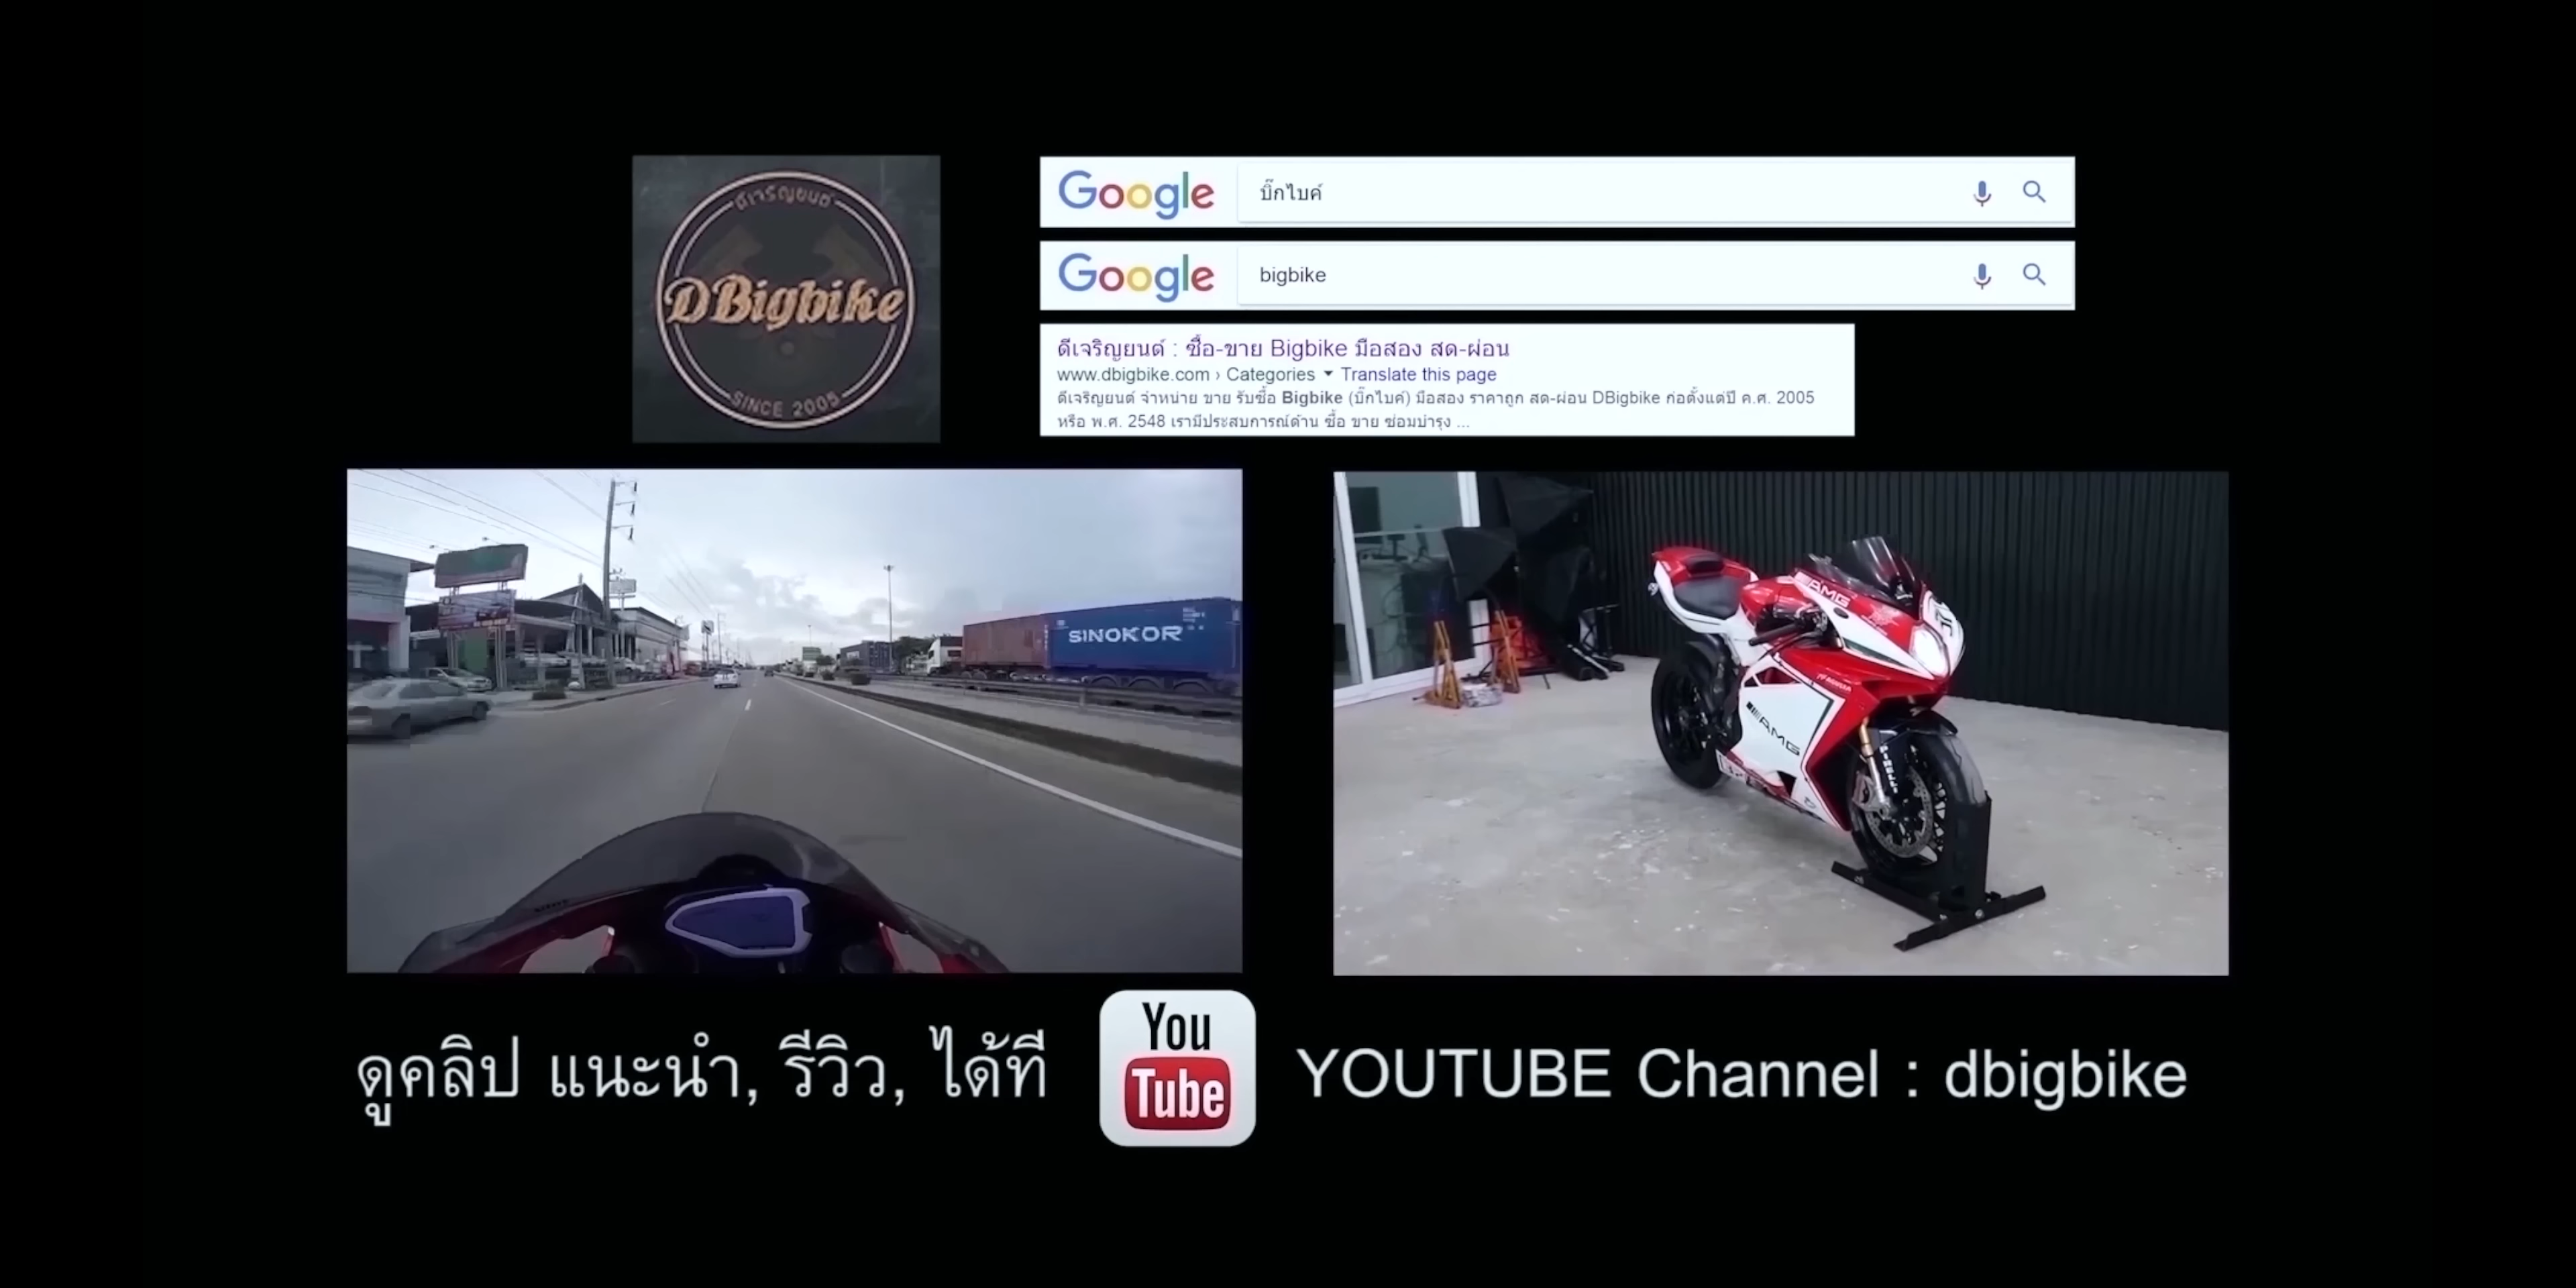 ดีเจริญยนต์
DBigbike
SINCE 2005
Google บิ๊กไบค์
Google bigbike
ดีเจริญยนต์ : ซื้อ-ขาย Bigbike มือสอง สด-ผ่อน
www.dbigbike.com › Categories ▼ Translate this page
ดีเจริญยนต์ จำหน่าย ขาย รับซื้อ Bigbike (บิ๊กไบค์) มือสอง ราคาถูก สด-ผ่อน DBigbike ก่อตั้งแต่ปี ค.ศ. 2005
หรือ พ.ศ. 2548 เรามีประสบการณ์ด้าน ซื้อ ขาย ซ่อมบำรุง ...
SINOKOR
AMG
AMG
PIRELLI
ดูคลิป แนะนำ, รีวิว, ได้ที่
You
Tube
YOUTUBE Channel : dbigbike